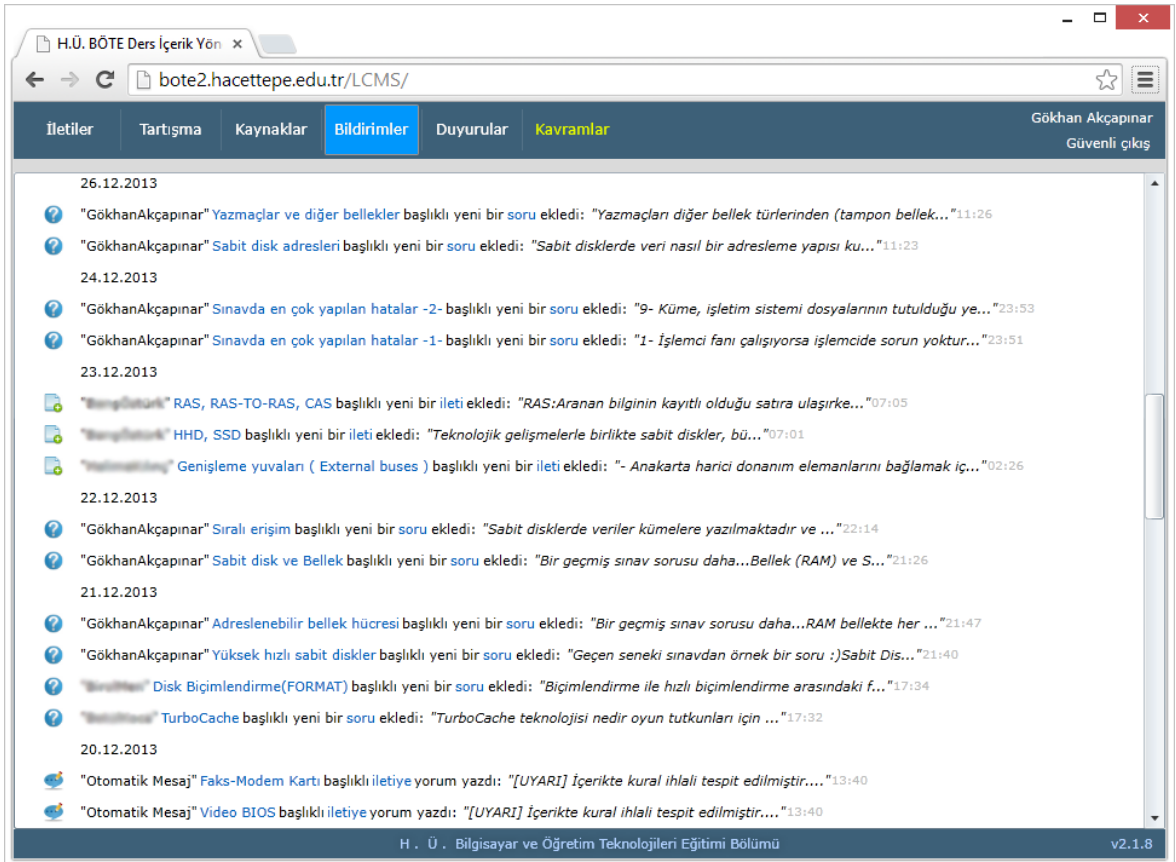 H.Ü. BÖTE Ders İçerik Yön
bote2.hacettepe.edu.tr/LCMS/
İletiler Tartışma Kaynaklar Bildirimler Duyurular Kavramlar
Gökhan Akçapınar
Güvenli çıkış
26.12.2013
"GökhanAkçapınar" Yazmaçlar ve diğer bellekler başlıklı yeni bir soru ekledi: "Yazmaçları diğer bellek türlerinden (tampon bellek..."11:26
"GökhanAkçapınar" Sabit disk adresleri başlıklı yeni bir soru ekledi: "Sabit disklerde veri nasıl bir adresleme yapısı ku..."11:23
24.12.2013
"GökhanAkçapınar" Sınavda en çok yapılan hatalar -2- başlıklı yeni bir soru ekledi: "9- Küme, işletim sistemi dosyalarının tutulduğu ye..."23:53
"GökhanAkçapınar" Sınavda en çok yapılan hatalar -1- başlıklı yeni bir soru ekledi: "1- İşlemci fanı çalışıyorsa işlemcide sorun yoktur..."23:51
23.12.2013
RAS, RAS-TO-RAS, CAS başlıklı yeni bir ileti ekledi: "RAS:Aranan bilginin kayıtlı olduğu satıra ulaşırke..."07:05
HHD, SSD başlıklı yeni bir ileti ekledi: "Teknolojik gelişmelerle birlikte sabit diskler, bü..."07:01
Genişleme yuvaları ( External buses ) başlıklı yeni bir ileti ekledi: "- Anakarta harici donanım elemanlarını bağlamak iç..."02:26
22.12.2013
"GökhanAkçapınar" Sıralı erişim başlıklı yeni bir soru ekledi: "Sabit disklerde veriler kümelere yazılmaktadır ve ..."22:14
"GökhanAkçapınar" Sabit disk ve Bellek başlıklı yeni bir soru ekledi: "Bir geçmiş sınav sorusu daha...Bellek (RAM) ve S..."21:26
21.12.2013
"GökhanAkçapınar" Adreslenebilir bellek hücresi başlıklı yeni bir soru ekledi: "Bir geçmiş sınav sorusu daha...RAM bellekte her ..."21:47
"GökhanAkçapınar" Yüksek hızlı sabit diskler başlıklı yeni bir soru ekledi: "Geçen seneki sınavdan örnek bir soru :)Sabit Dis..."21:40
Disk Biçimlendirme(FORMAT) başlıklı yeni bir soru ekledi: "Biçimlendirme ile hızlı biçimlendirme arasındaki f..."17:34
TurboCache başlıklı yeni bir soru ekledi: "TurboCache teknolojisi nedir oyun tutkunları için ..."17:32
20.12.2013
"Otomatik Mesaj" Faks-Modem Kartı başlıklı iletiye yorum yazdı: "[UYARI] İçerikte kural ihlali tespit edilmiştir...."13:40
"Otomatik Mesaj" Video BIOS başlıklı iletiye yorum yazdı: "[UYARI] İçerikte kural ihlali tespit edilmiştir...."13:40
H . Ü . Bilgisayar ve Öğretim Teknolojileri Eğitimi Bölümü
v2.1.8